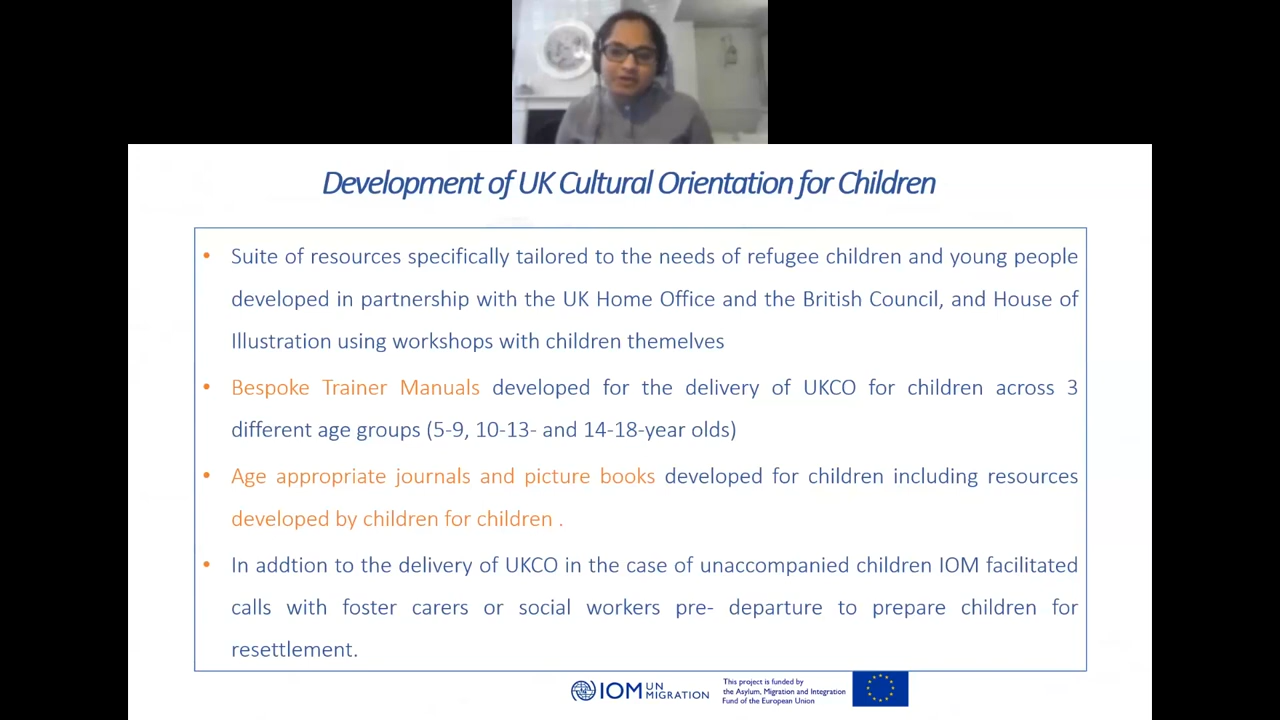 Development of UK Cultural Orientation for Children
• Suite of resources specifically tailored to the needs of refugee children and young people
developed in partnership with the UK Home Office and the British Council, and House of
Illustration using workshops with children themelves
• Bespoke Trainer Manuals developed for the delivery of UKCO for children across 3
different age groups (5-9, 10-13- and 14-18-year olds)
• Age appropriate journals and picture books developed for children including resources
developed by children for children .
• In addtion to the delivery of UKCO in the case of unaccompanied children IOM facilitated
calls with foster carers or social workers pre- departure to prepare children for
resettlement.
IOM UN MIGRATION
This project is funded by
the Asylum, Migration and Integration
Fund of the European Union